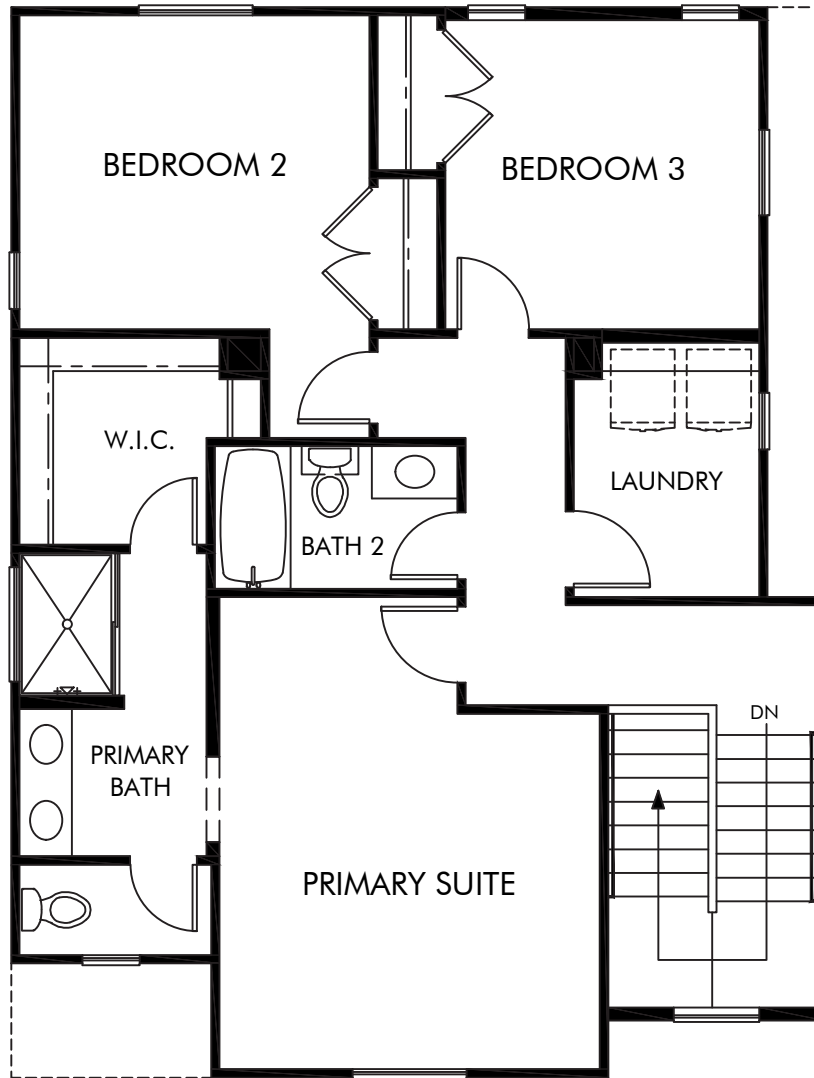 BEDROOM 2
BEDROOM 3
W.I.C.
LAUNDRY
BATH 2
DN
PRIMARY
BATH
PRIMARY SUITE